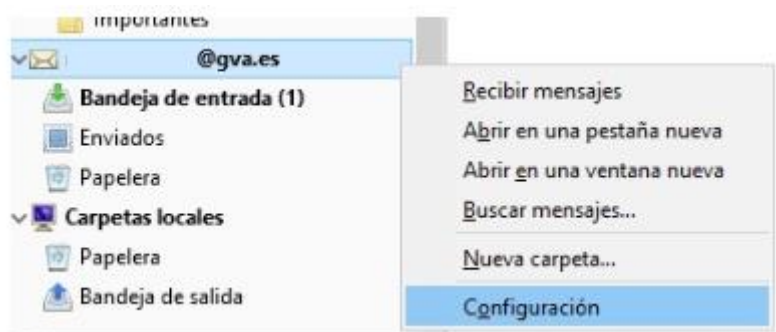 Importantes
@gva.es
Bandeja de entrada (1)
Enviados
Papelera
Carpetas locales
Papelera
Bandeja de salida
Recibir mensajes
Abrir en una pestaña nueva
Abrir en una ventana nueva
Buscar mensajes...
Nueva carpeta...
Configuración